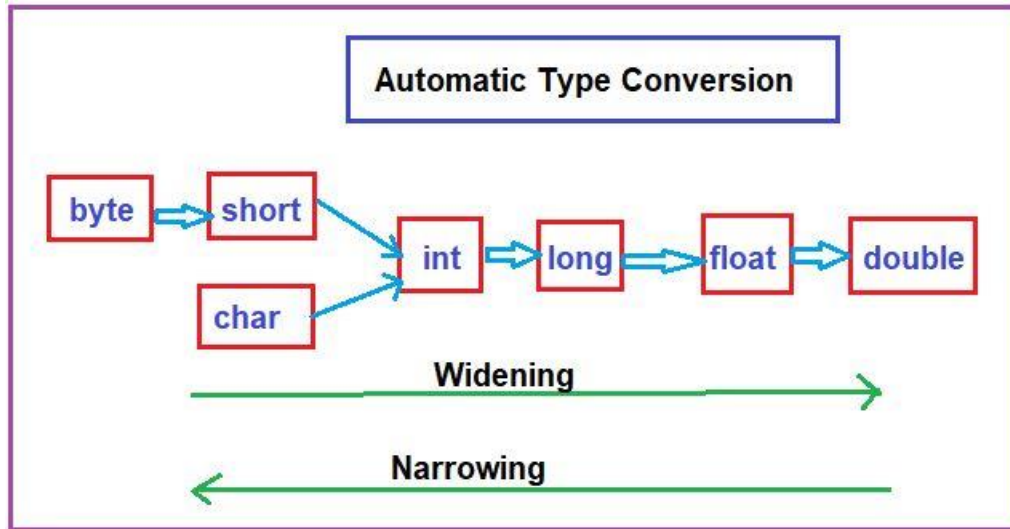 Automatic Type Conversion
byte
short
char
int
long
float
double
Widening
Narrowing